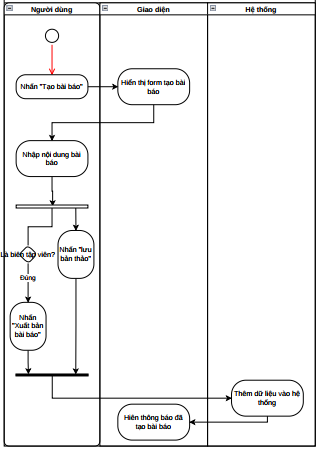 Người dùng
Giao diện
Hệ thống
Nhấn "Tạo bài báo"
Hiển thị form tạo bài
báo
Nhập nội dung bài
báo
Là biên tập viên?
Nhấn "lưu
bản thảo"
Đúng
Nhấn
"Xuất bản
bài báo"
Thêm dữ liệu vào hệ
thống
Hiên thông báo đã
tạo bài báo